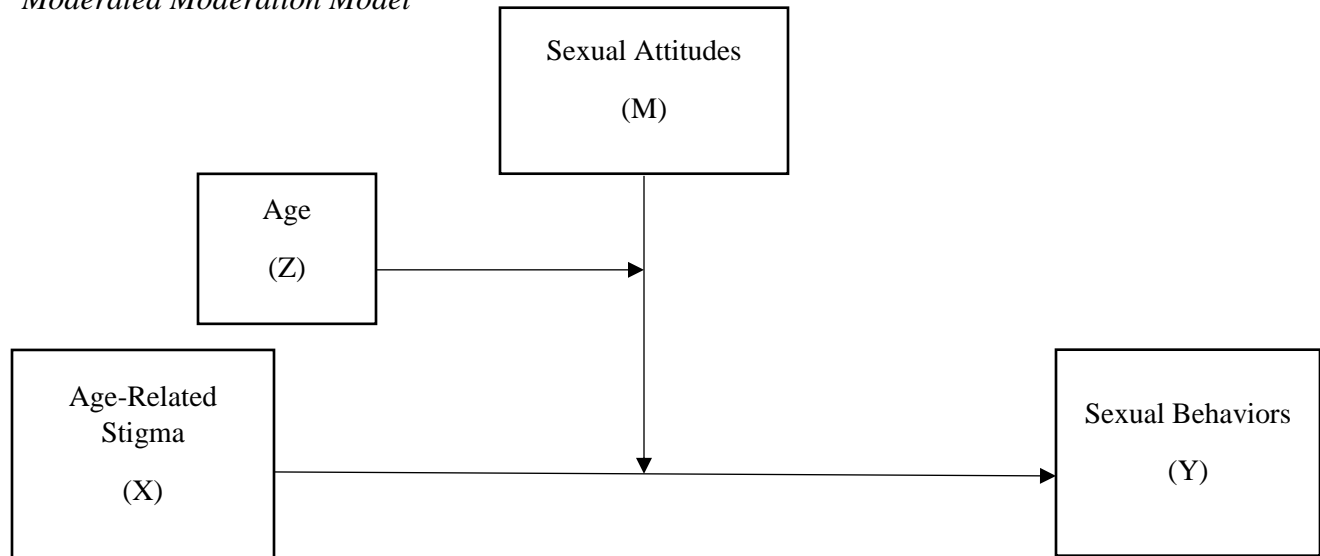 Moderated Moderation Model
Sexual Attitudes
(M)
Age
(Z)
Age-Related
Stigma
(X)
Sexual Behaviors
(Y)